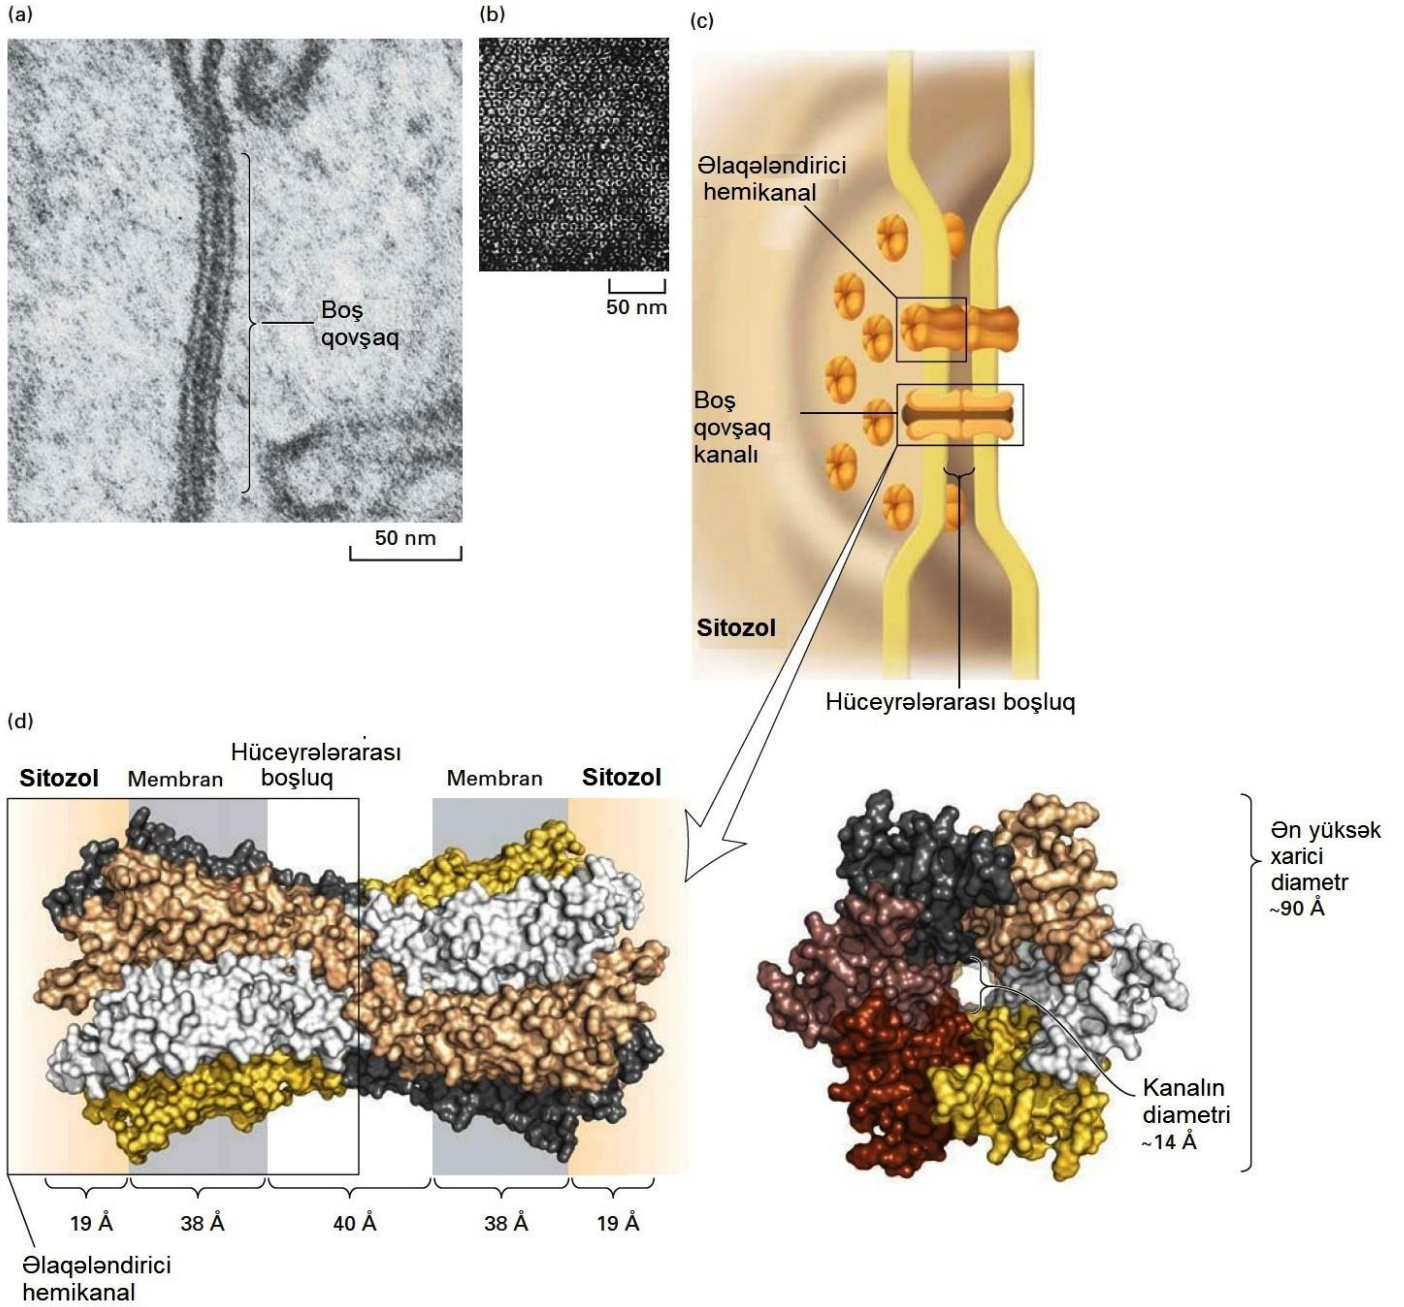 (a)
Boş
qovşaq
50 nm
(b)
50 nm
(c)
Əlaqələndirici
hemikanal
Boş
qovşaq
kanalı
Sitozol
Hüceyrələrarası boşluq
(d)
Sitozol
Membran
Hüceyrələrarası
boşluq
Membran
Sitozol
19 Å
38 Å
40 Å
38 Å
19 Å
Əlaqələndirici
hemikanal
Ən yüksək
xarici
diametr
~90 Å
Kanalın
diametri
~14 Å